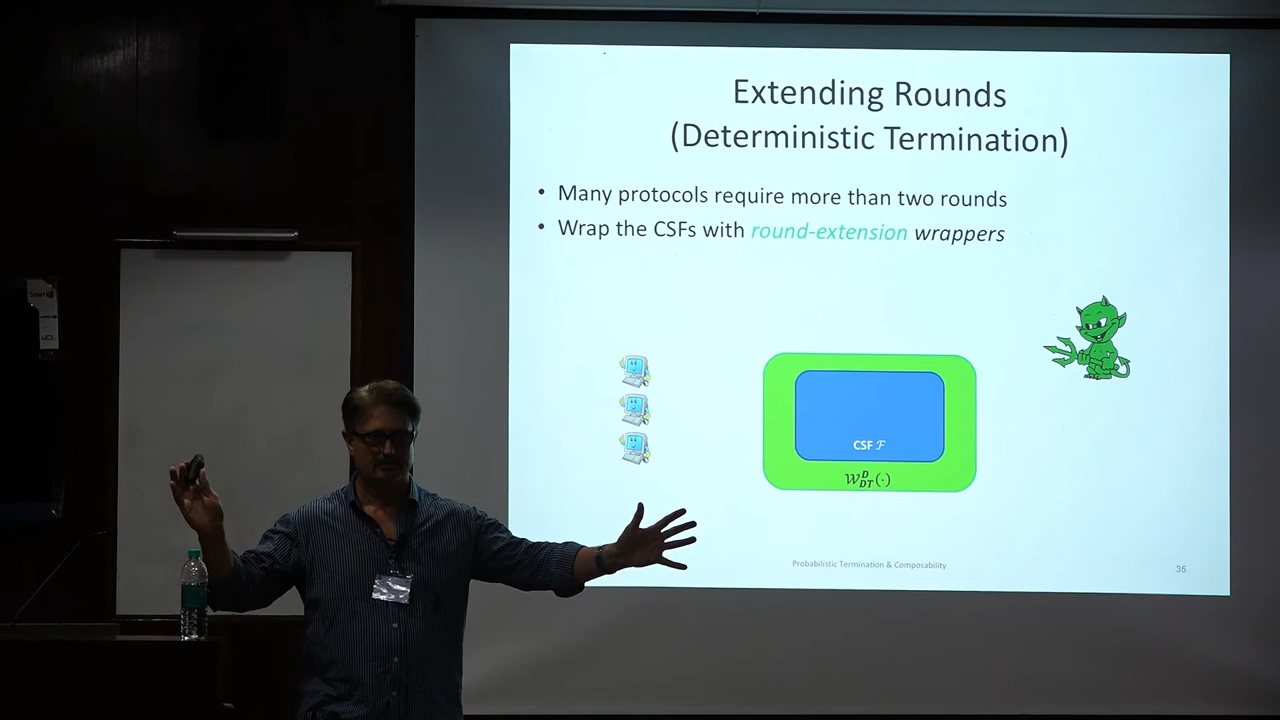 Extending Rounds
(Deterministic Termination)
• Many protocols require more than two rounds
• Wrap the CSFs with round-extension wrappers
CSF ℱ
𝒲ᴰ_DT(·)
Probabilistic Termination & Composability
35